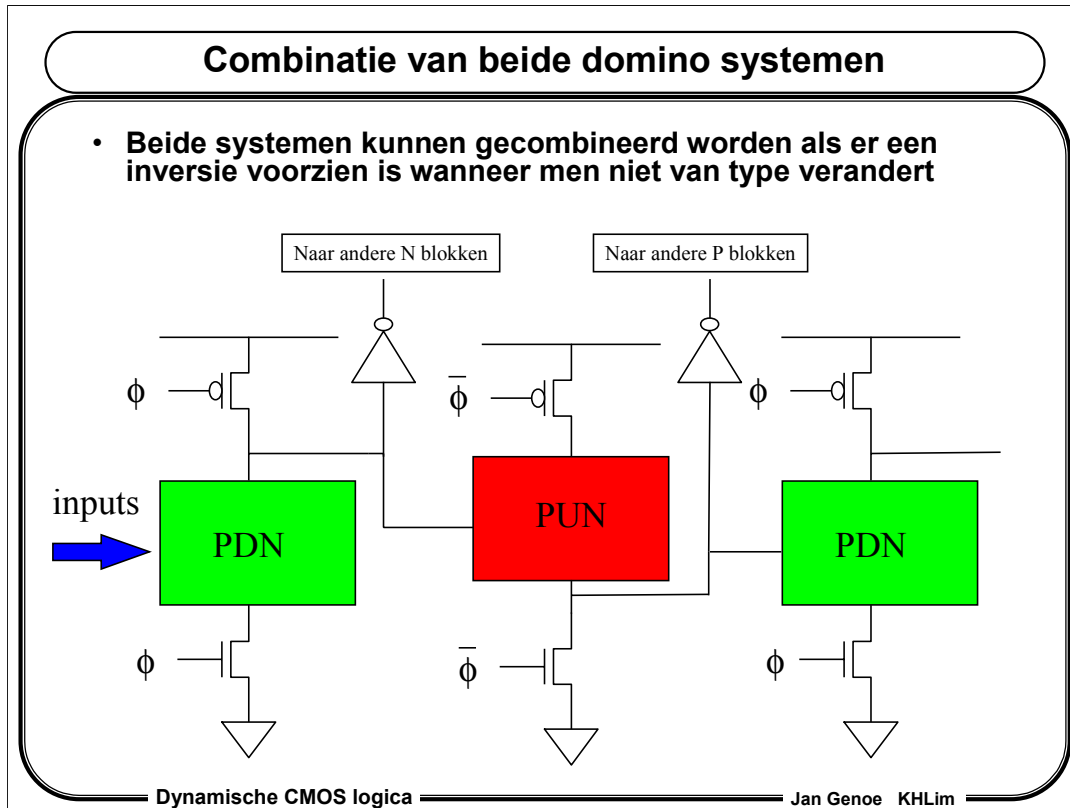 Combinatie van beide domino systemen
• Beide systemen kunnen gecombineerd worden als er een
inversie voorzien is wanneer men niet van type verandert
Naar andere N blokken
Naar andere P blokken
ϕ
ϕ̅
ϕ
inputs
PDN
PUN
PDN
ϕ
ϕ̅
ϕ
Dynamische CMOS logica
Jan Genoe KHLim